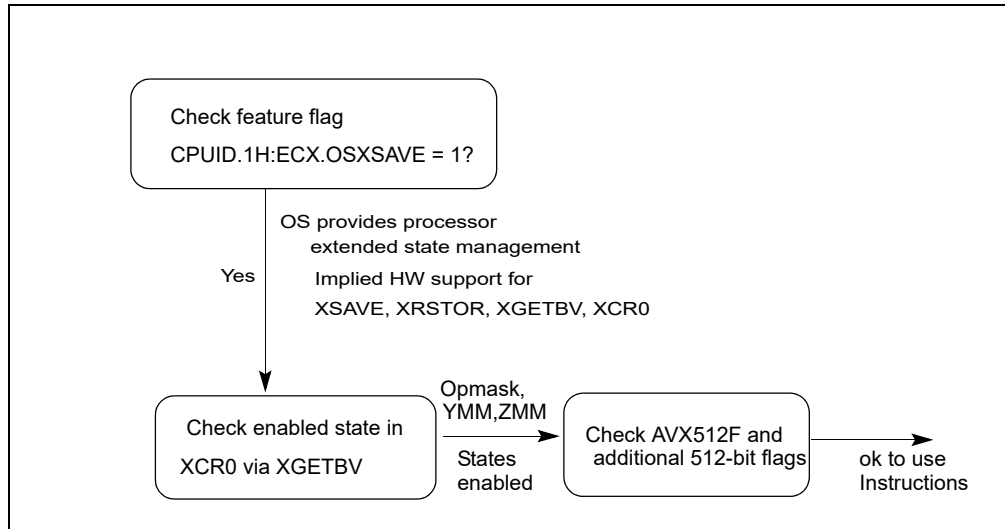 Check feature flag
CPUID.1H:ECX.OSXSAVE = 1?
OS provides processor
extended state management
Yes
Implied HW support for
XSAVE, XRSTOR, XGETBV, XCR0
Check enabled state in
XCR0 via XGETBV
Opmask,
YMM,ZMM
States
enabled
Check AVX512F and
additional 512-bit flags
ok to use
Instructions